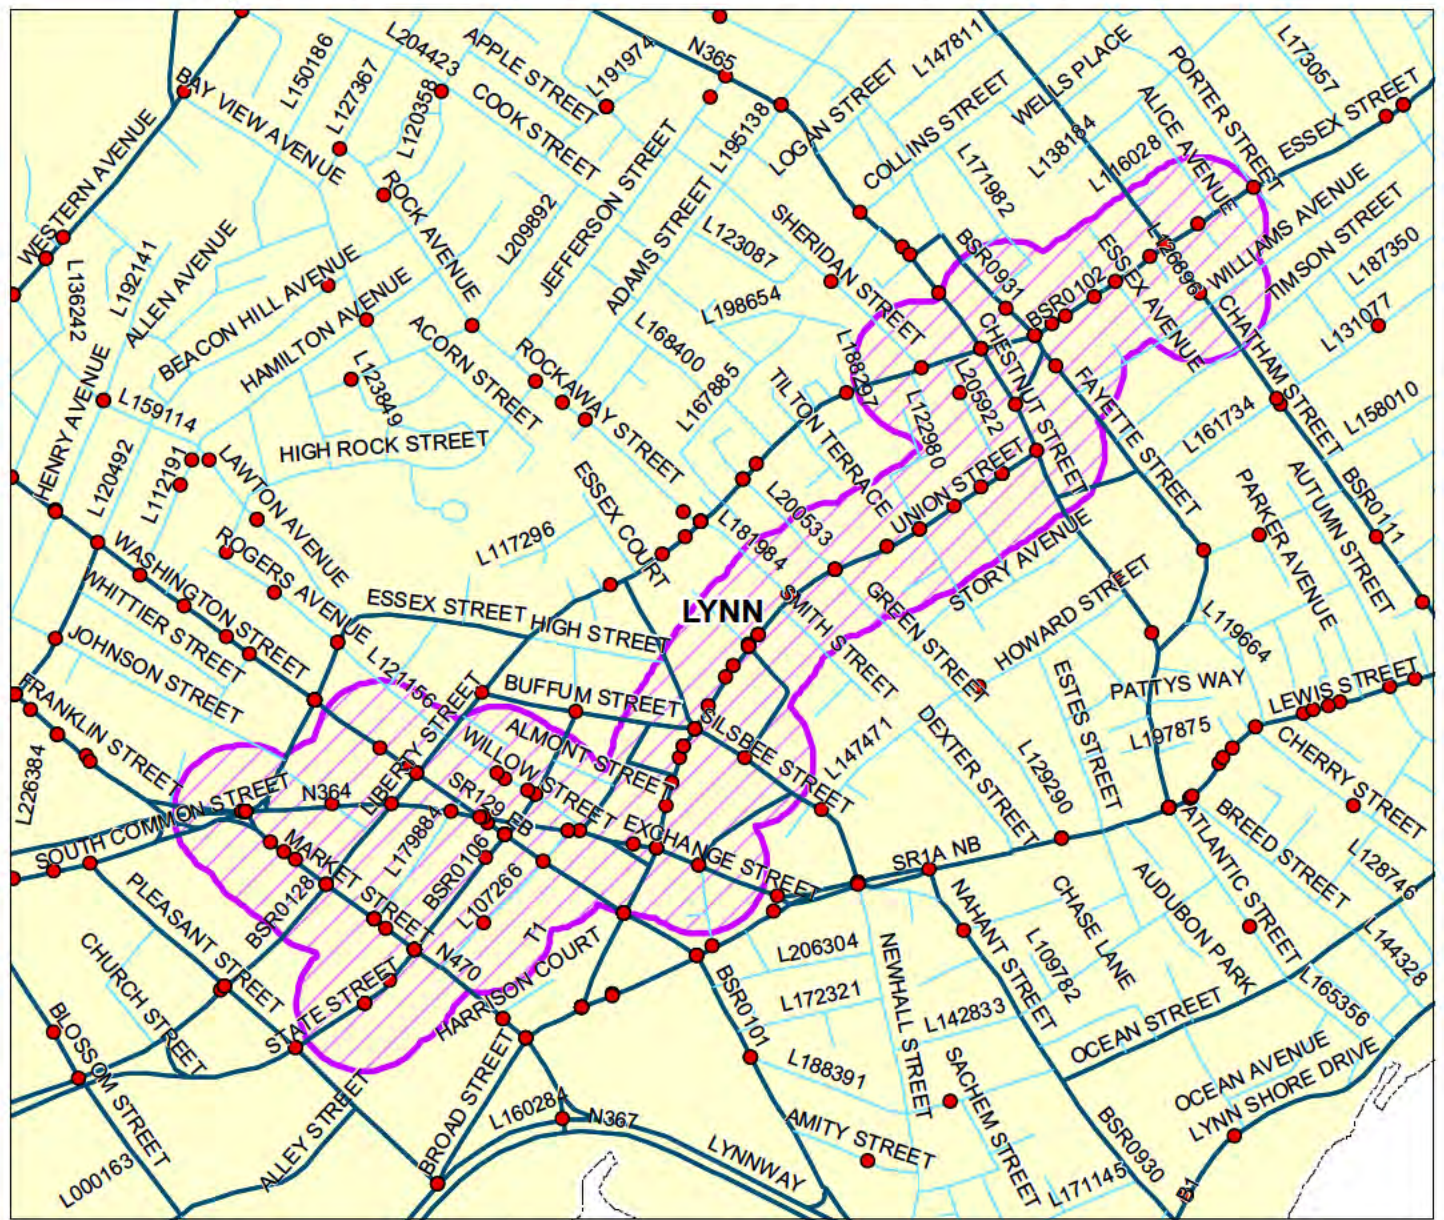 L204423
APPLE STREET
L191974
N365
L147811
WELLS PLACE
PORTER STREET
L173057
L150186
L127367
L120358
COOK STREET
BAY VIEW AVENUE
L195138
LOGAN STREET
COLLINS STREET
L138184
ALICE AVENUE
L116028
ESSEX STREET
WESTERN AVENUE
ROCK AVENUE
L209892
JEFFERSON STREET
ADAMS STREET
L171982
L123087
SHERIDAN STREET
BSR0931
L126896
WILLIAMS AVENUE
TIMSON STREET
L187350
L136242
L192141
ALLEN AVENUE
BEACON HILL AVENUE
HAMILTON AVENUE
L198654
BSR0102
ESSEX AVENUE
CHATHAM STREET
L131077
L168400
L188297
CHESTNUT STREET
ACORN STREET
ROCKAWAY STREET
L167885
TILTON TERRACE
L122980
L205922
FAYETTE STREET
L161734
L158010
HENRY AVENUE
L159114
L123849
HIGH ROCK STREET
L120492
L112191
LAWTON AVENUE
ESSEX COURT
L200533
UNION STREET
PARKER AVENUE
AUTUMN STREET
BSR0111
L117296
L181984
STORY AVENUE
WASHINGTON STREET
ROGERS AVENUE
WHITTIER STREET
ESSEX STREET
HIGH STREET
LYNN
SMITH STREET
GREEN STREET
HOWARD STREET
L119664
JOHNSON STREET
L121156
LIBERTY STREET
BUFFUM STREET
ESTES STREET
PATTYS WAY
LEWIS STREET
FRANKLIN STREET
ALMONT STREET
WILLOW STREET
SILSBEE STREET
L147471
DEXTER STREET
L129290
L197875
CHERRY STREET
L226384
SOUTH COMMON STREET
N364
SR129 EB
EXCHANGE STREET
SR1A NB
BREED STREET
ATLANTIC STREET
L128746
MARKET STREET
L179884
BSR0106
L107266
BSR0128
PLEASANT STREET
NAHANT STREET
CHASE LANE
AUDUBON PARK
L109782
L144328
L165356
CHURCH STREET
N470
T1
HARRISON COURT
L206304
NEWHALL STREET
BSR0101
L172321
L142833
OCEAN STREET
STATE STREET
BLOSSOM STREET
L188391
SACHEM STREET
OCEAN AVENUE
LYNN SHORE DRIVE
ALLEY STREET
BROAD STREET
L160284
N367
LYNNWAY
AMITY STREET
BSR0930
L171145
B1
L000163